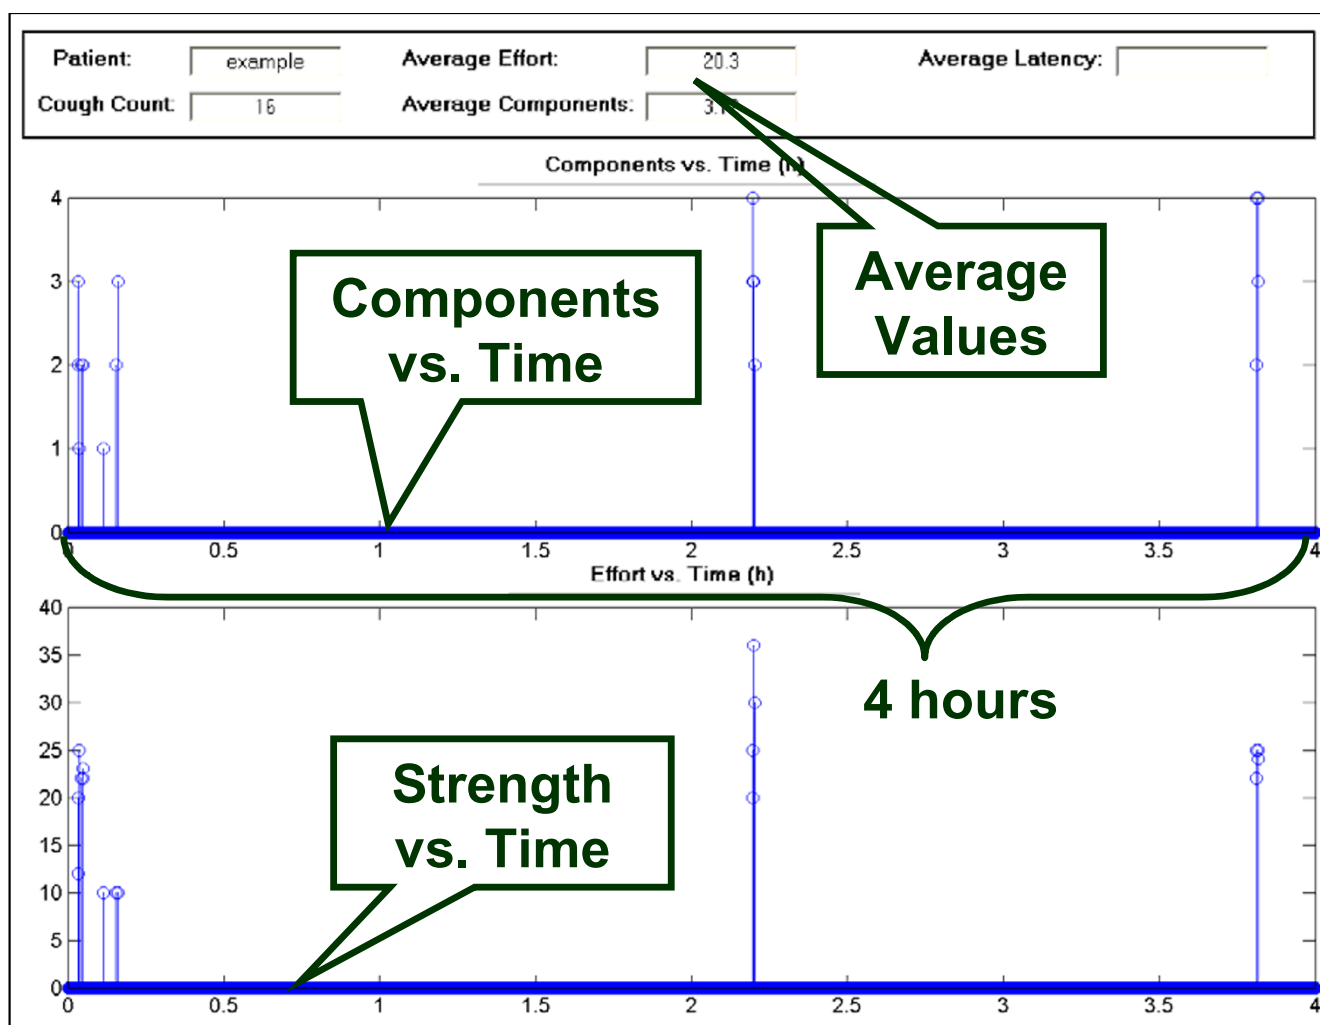 Patient: example Average Effort: 20.3 Average Latency:
Cough Count: 16 Average Components:
Components vs. Time (h)
4
3
2
1
0
0 0.5 1 1.5 2 2.5 3 3.5 4
Components
vs. Time
Average
Values
Effort vs. Time (h)
40
35
30
25
20
15
10
5
0
0 0.5 1 1.5 2 2.5 3 3.5 4
4 hours
Strength
vs. Time